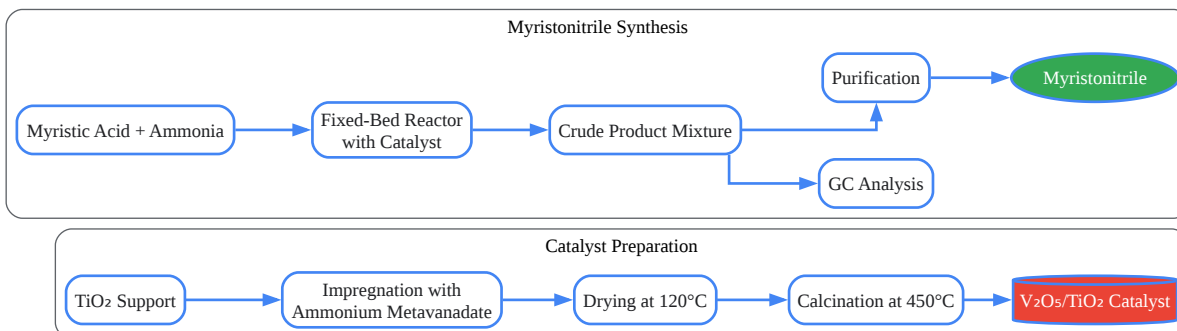 Myristonitrile Synthesis
Purification
Myristonitrile
Myristic Acid + Ammonia
Fixed-Bed Reactor
with Catalyst
Crude Product Mixture
GC Analysis
Catalyst Preparation
TiO₂ Support
Impregnation with
Ammonium Metavanadate
Drying at 120°C
Calcination at 450°C
V₂O₅/TiO₂ Catalyst